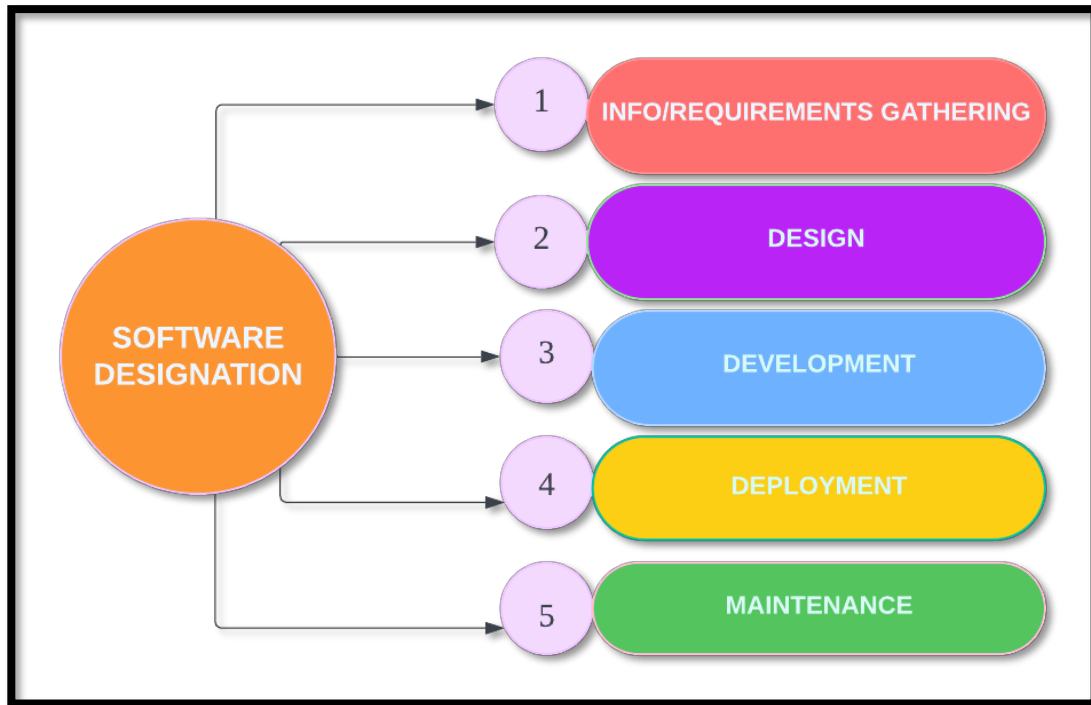 SOFTWARE
DESIGNATION
1
INFO/REQUIREMENTS GATHERING
2
DESIGN
3
DEVELOPMENT
4
DEPLOYMENT
5
MAINTENANCE